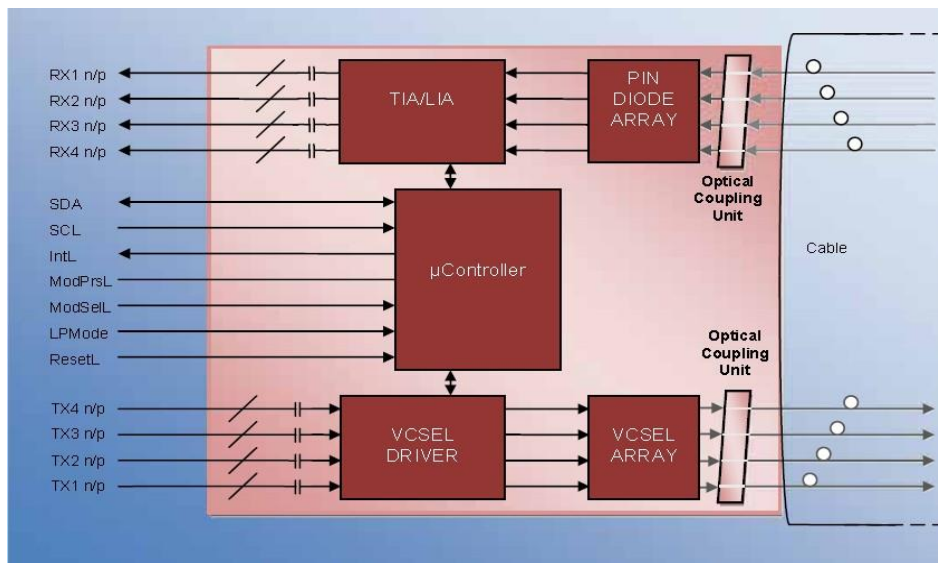 RX1 n/p
RX2 n/p
RX3 n/p
RX4 n/p
TIA/LIA
PIN
DIODE
ARRAY
Optical
Coupling
Unit
SDA
SCL
IntL
ModPrsL
ModSelL
LPMode
ResetL
µController
Cable
Optical
Coupling
Unit
TX4 n/p
TX3 n/p
TX2 n/p
TX1 n/p
VCSEL
DRIVER
VCSEL
ARRAY